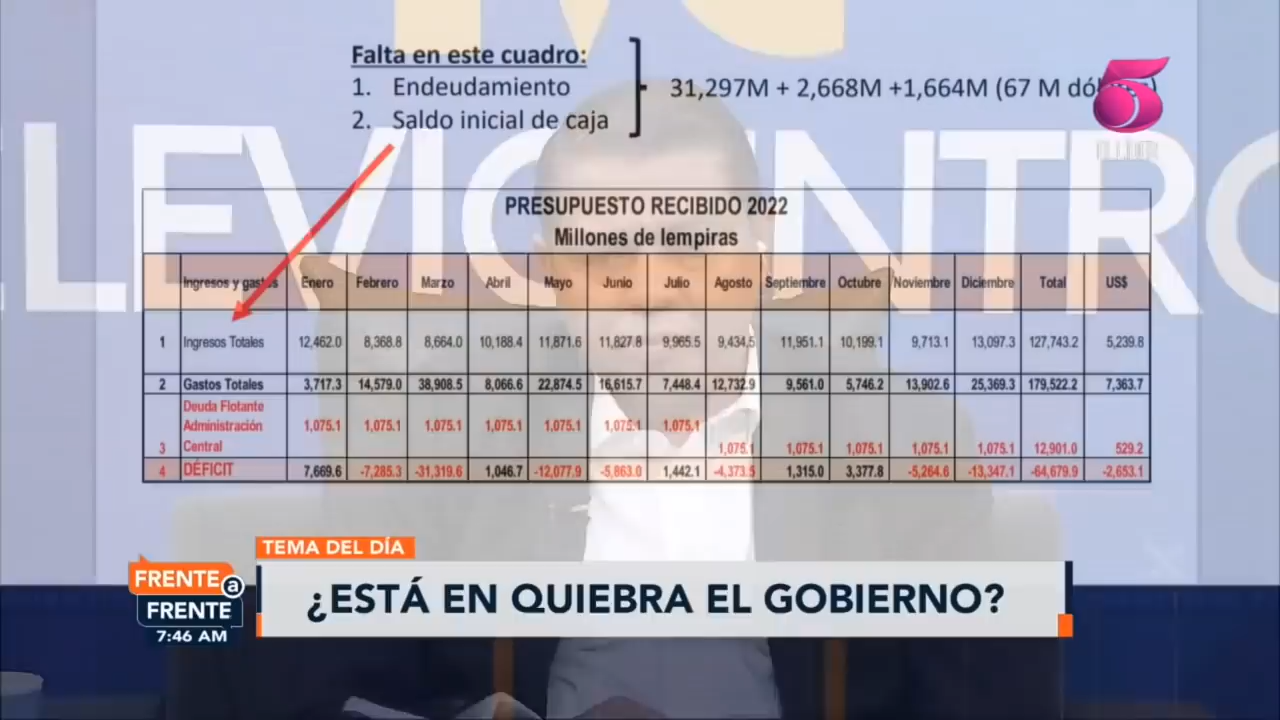 Falta en este cuadro:
1. Endeudamiento
2. Saldo inicial de caja
31,297M + 2,668M +1,664M (67 M
5
ELEVICENTRO
PRESUPUESTO RECIBIDO 2022
Millones de lempiras
Ingresos y gastos Enero Febrero Marzo Abril Mayo Junio Julio Agosto Septiembre Octubre Noviembre Diciembre Total US$
1 Ingresos Totales 12,462.0 8,368.8 8,664.0 10,188.4 11,871.6 11,827.8 9,965.5 9,434.5 11,951.1 10,199.1 9,713.1 13,097.3 127,743.2 5,239.8
2 Gastos Totales 3,717.3 14,579.0 38,908.5 8,066.6 22,874.5 16,615.7 7,448.4 12,732.9 9,561.0 5,746.2 13,902.6 25,369.3 179,522.2 7,363.7
Deuda Flotante
Administración 1,075.1 1,075.1 1,075.1 1,075.1 1,075.1 1,075.1 1,075.1
3 Central 1,075.1 1,075.1 1,075.1 1,075.1 1,075.1 12,901.0 529.2
4 DÉFICIT 7,669.6 -7,285.3 -31,319.6 1,046.7 -12,077.9 -5,863.0 1,442.1 -4,373.5 1,315.0 3,377.8 -5,264.6 -13,347.1 -64,679.9 -2,653.1
TEMA DEL DÍA
FRENTE a
FRENTE
7:46 AM
¿ESTÁ EN QUIEBRA EL GOBIERNO?